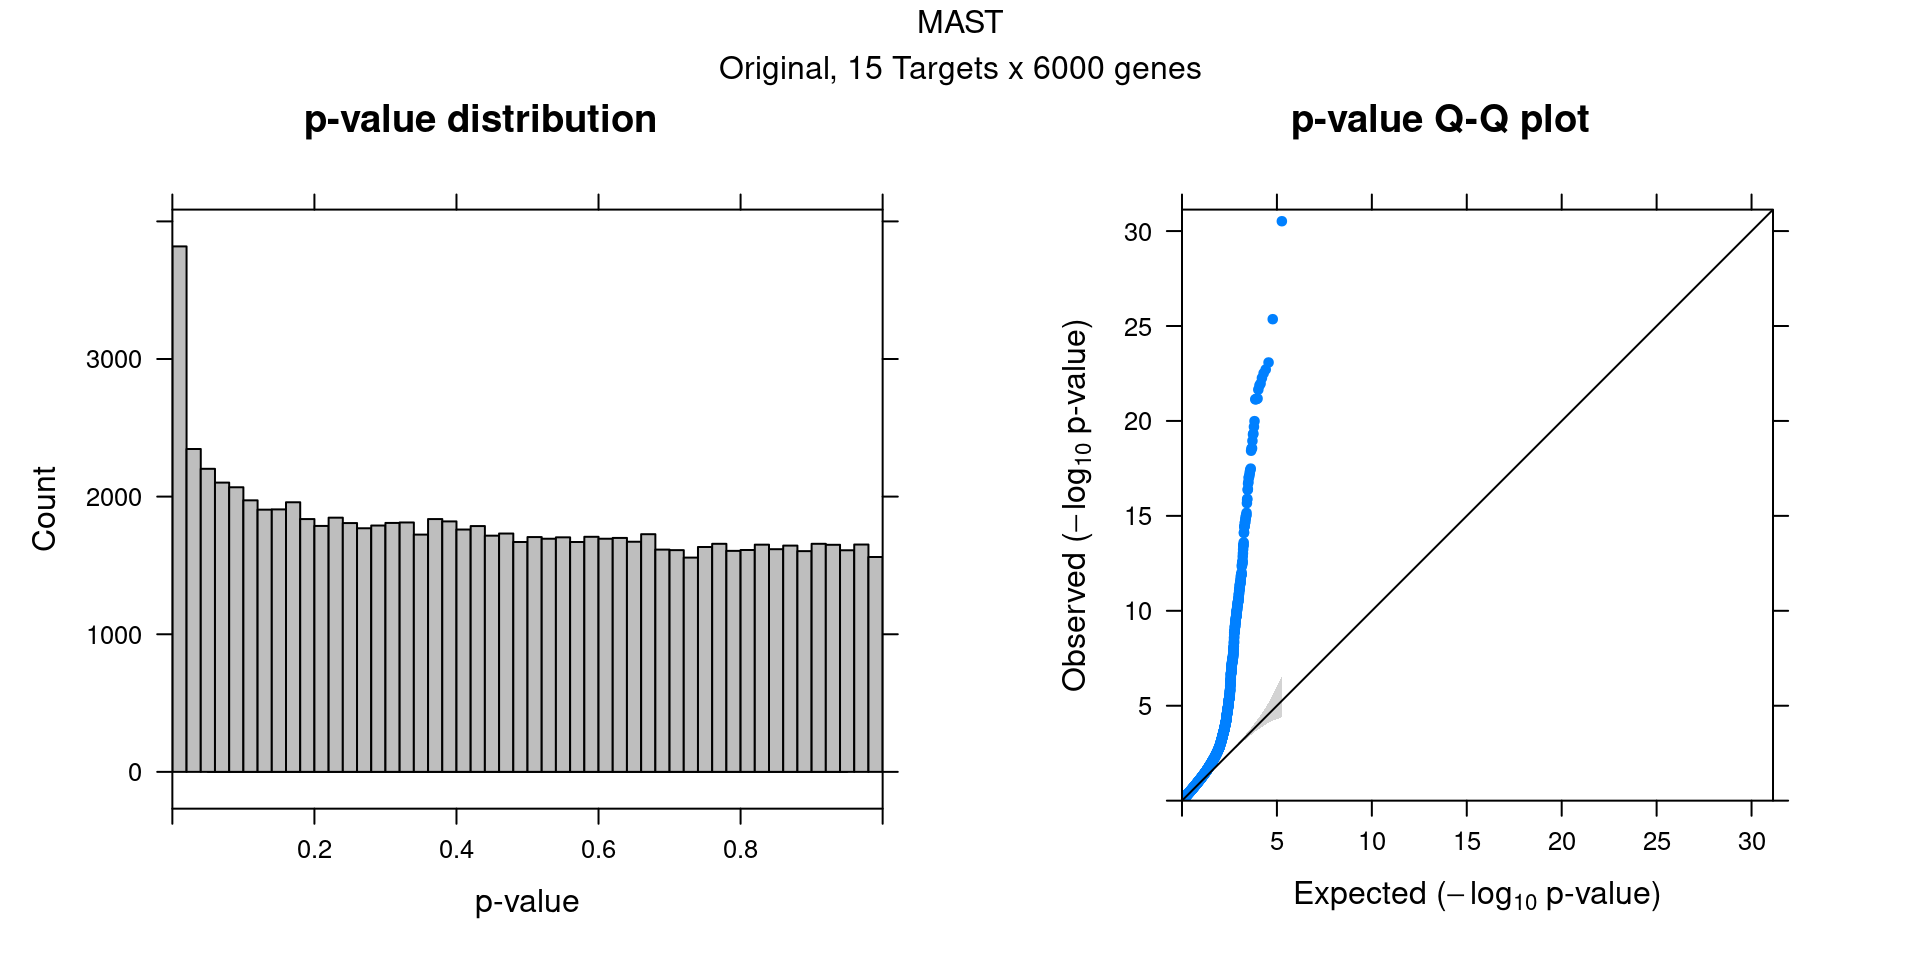 MAST
Original, 15 Targets x 6000 genes
p-value distribution
Count
3000
2000
1000
0
0.2 0.4 0.6 0.8
p-value
p-value Q-Q plot
Observed (−log10 p-value)
30
25
20
15
10
5
5 10 15 20 25 30
Expected (−log10 p-value)